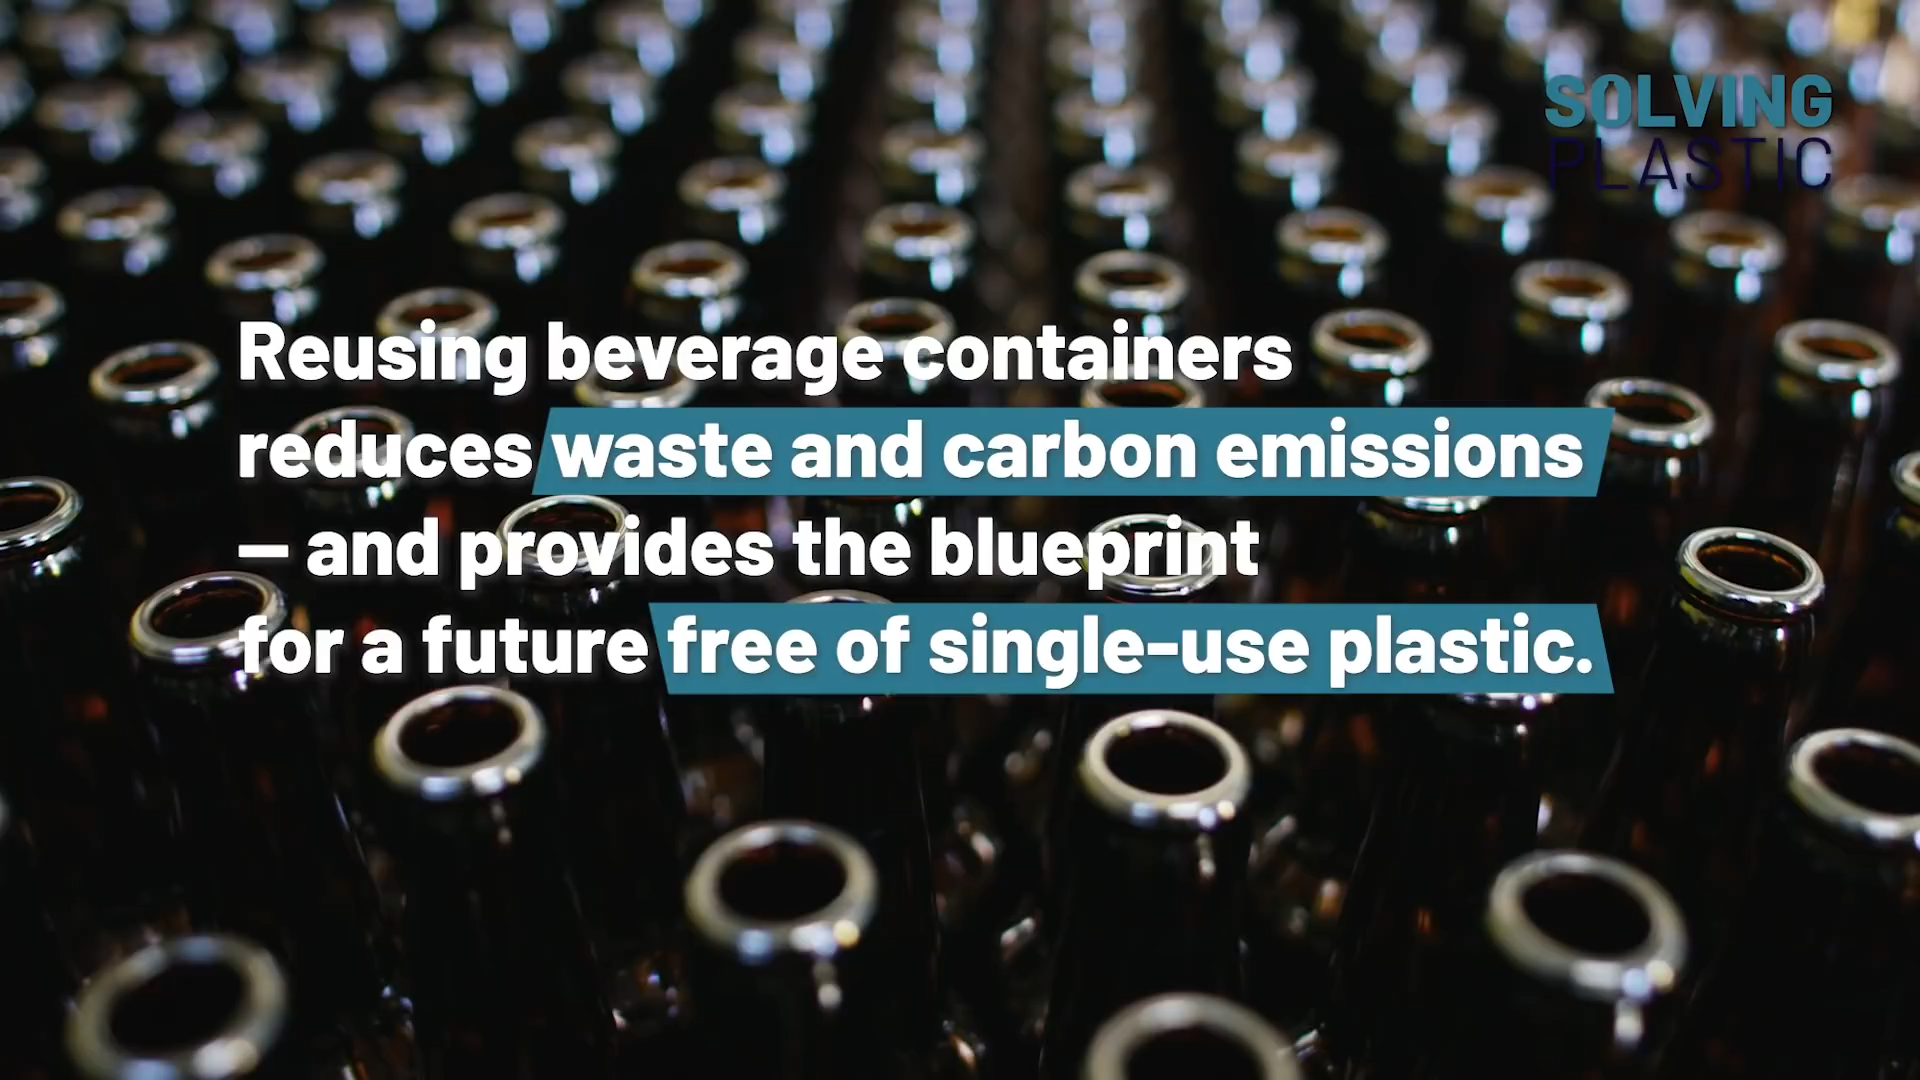 SOLVING
PLASTIC
Reusing beverage containers
reduces waste and carbon emissions
— and provides the blueprint
for a future free of single-use plastic.